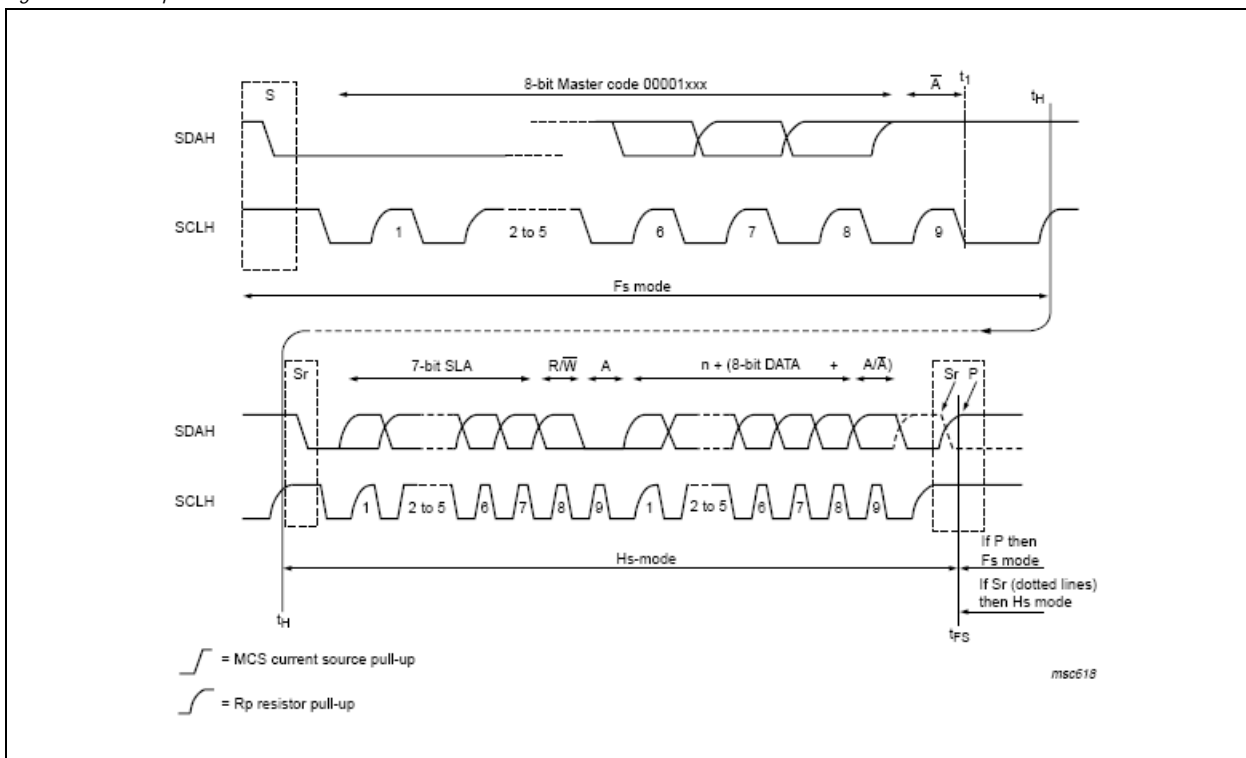 S
8-bit Master code 00001xxx
A̅
t1
tH
SDAH
SCLH
1
2 to 5
6
7
8
9
Fs mode
Sr
7-bit SLA
R/W̅
A
n + (8-bit DATA + A/A̅)
Sr P
SDAH
SCLH
1
2 to 5
6
7
8
9
1
2 to 5
6
7
8
9
Hs-mode
If P then
Fs mode
If Sr (dotted lines)
then Hs mode
tH
tFS
= MCS current source pull-up
= Rp resistor pull-up
msc618